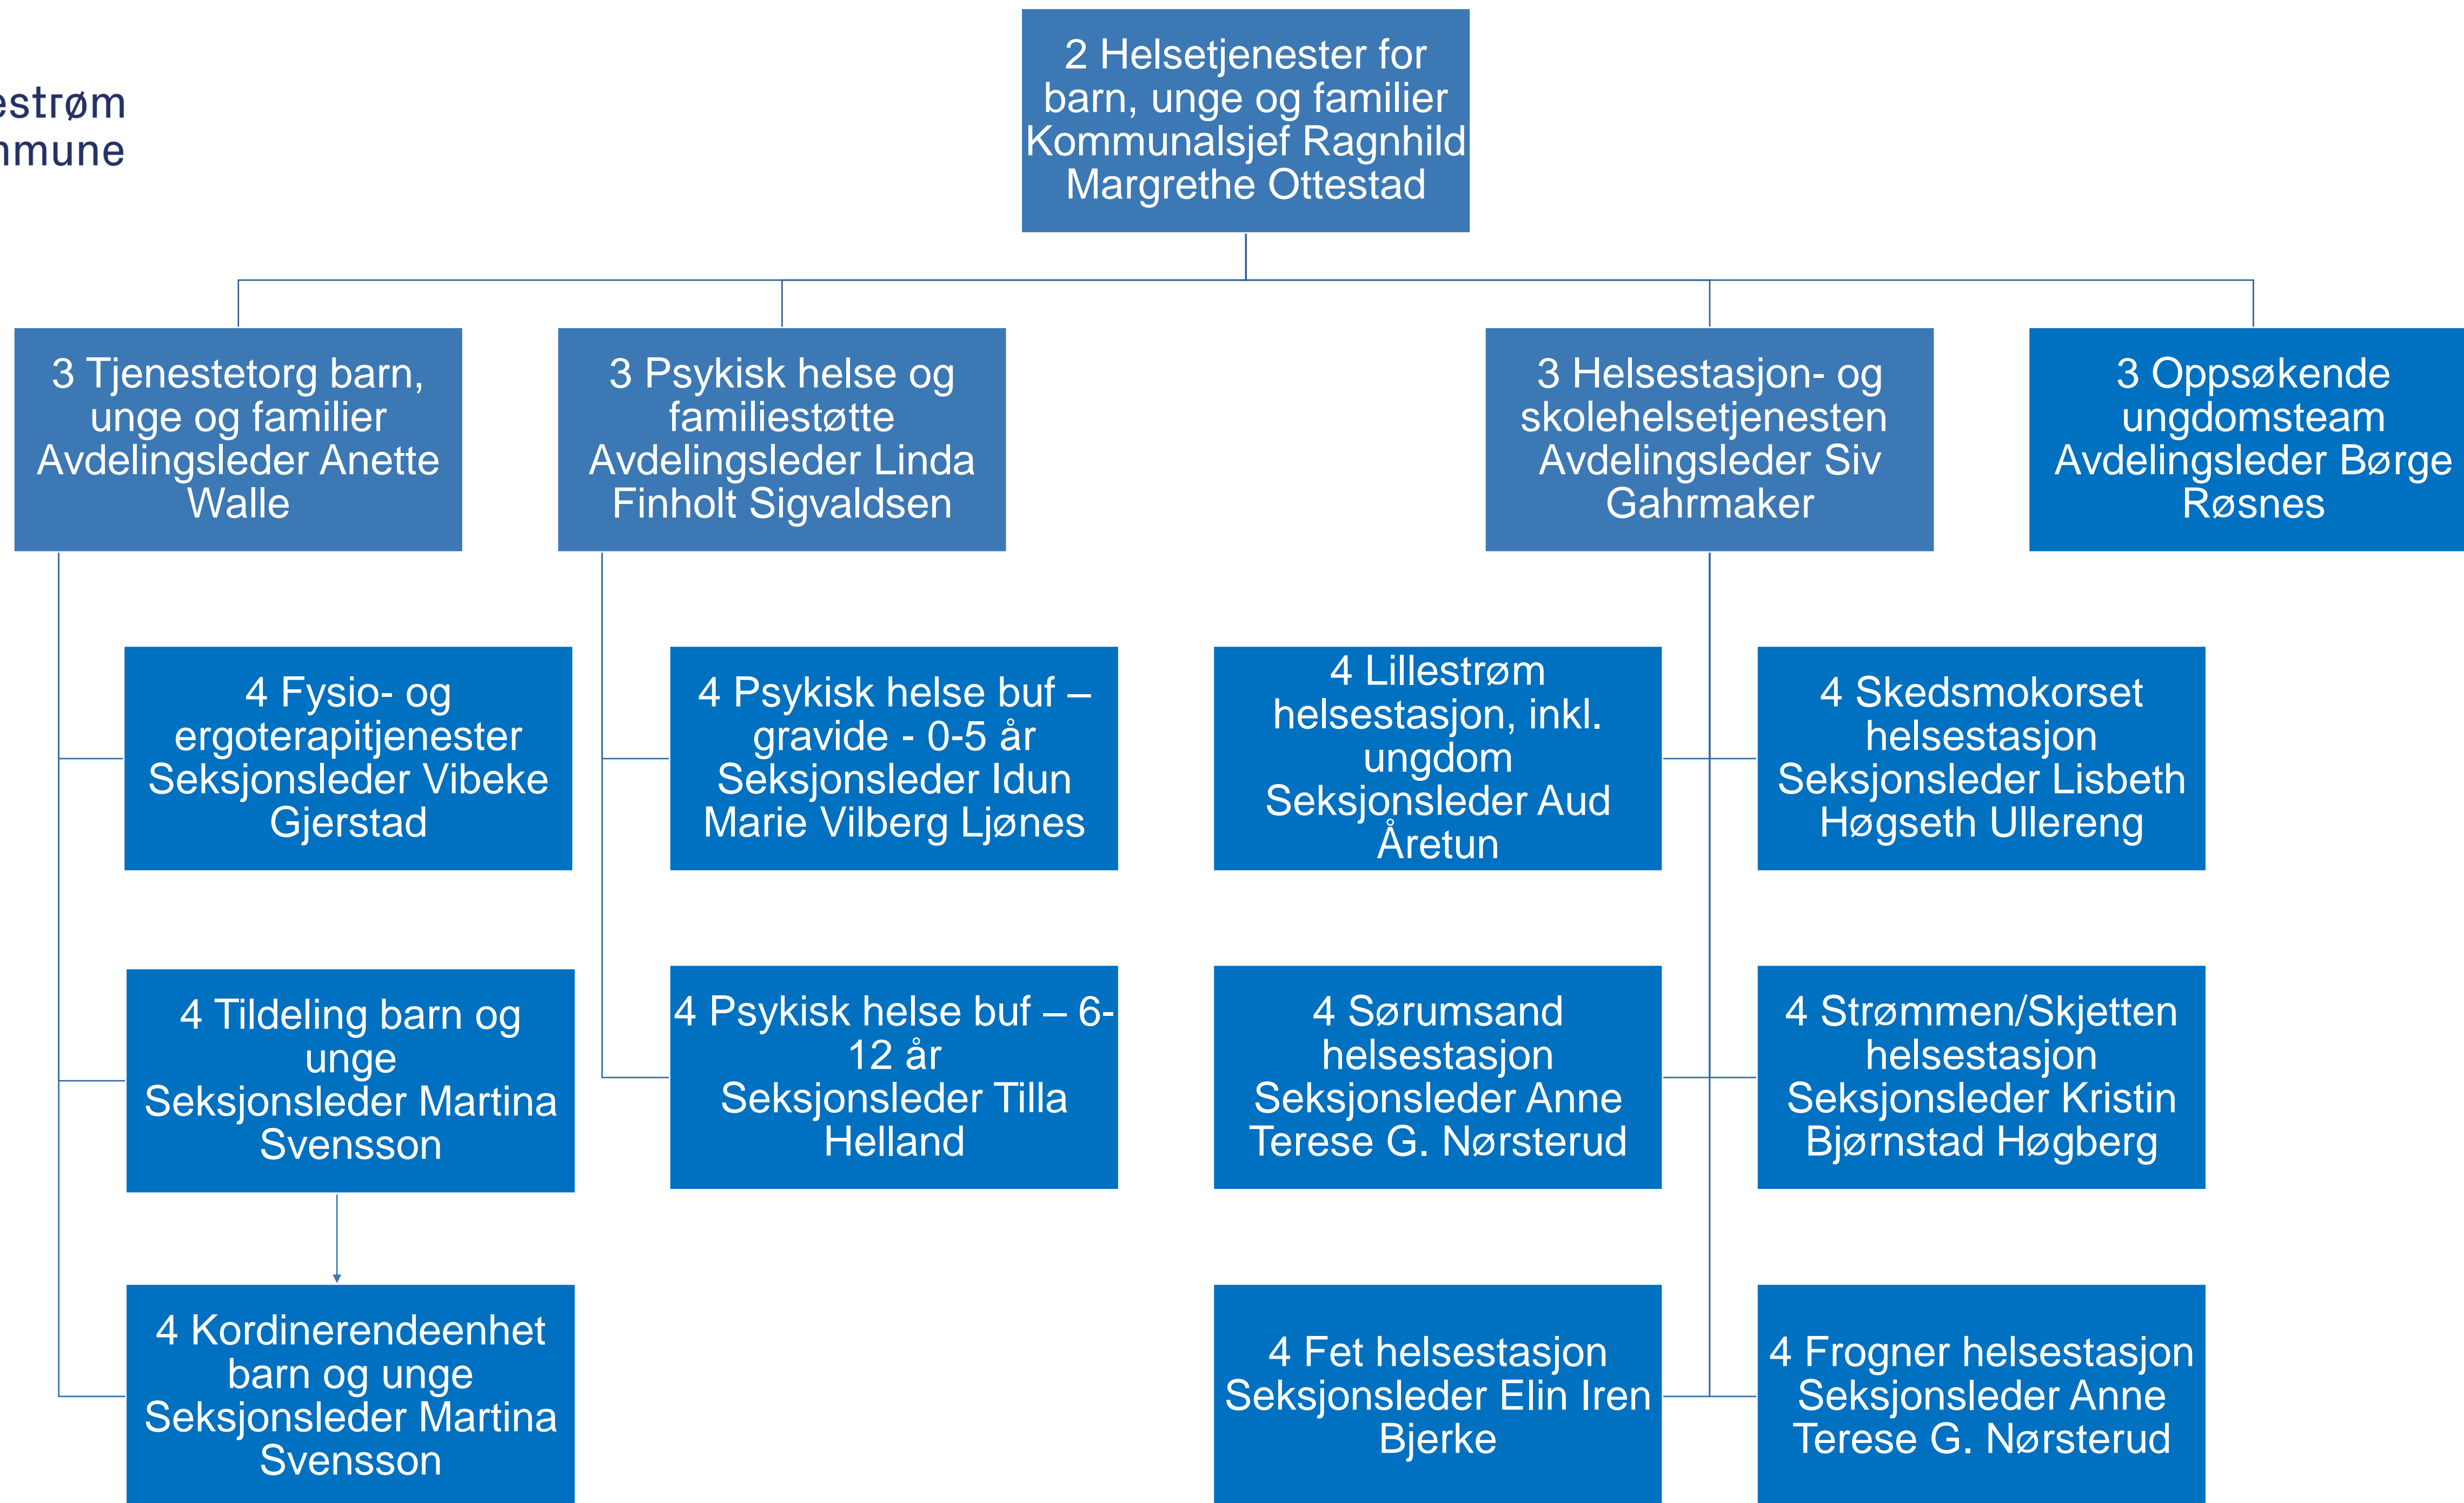 estrøm
mmune
2 Helsetjenester for
barn, unge og familier
Kommunalsjef Ragnhild
Margrethe Ottestad
3 Tjenestetorg barn,
unge og familier
Avdelingsleder Anette
Walle
3 Psykisk helse og
familiestøtte
Avdelingsleder Linda
Finholt Sigvaldsen
3 Helsestasjon- og
skolehelsetjenesten
Avdelingsleder Siv
Gahrmaker
3 Oppsøkende
ungdomsteam
Avdelingsleder Børge
Røsnes
4 Fysio- og
ergoterapitjenester
Seksjonsleder Vibeke
Gjerstad
4 Psykisk helse buf –
gravide - 0-5 år
Seksjonsleder Idun
Marie Vilberg Ljønes
4 Lillestrøm
helsestasjon, inkl.
ungdom
Seksjonsleder Aud
Åretun
4 Skedsmokorset
helsestasjon
Seksjonsleder Lisbeth
Høgseth Ullereng
4 Tildeling barn og
unge
Seksjonsleder Martina
Svensson
4 Psykisk helse buf – 6-
12 år
Seksjonsleder Tilla
Helland
4 Sørumsand
helsestasjon
Seksjonsleder Anne
Terese G. Nørsterud
4 Strømmen/Skjetten
helsestasjon
Seksjonsleder Kristin
Bjørnstad Høgberg
4 Kordinerendeenhet
barn og unge
Seksjonsleder Martina
Svensson
4 Fet helsestasjon
Seksjonsleder Elin Iren
Bjerke
4 Frogner helsestasjon
Seksjonsleder Anne
Terese G. Nørsterud